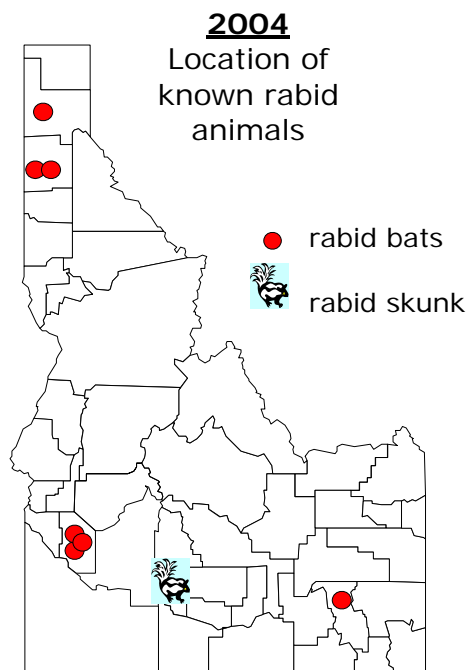 2004
Location of
known rabid
animals
rabid bats
rabid skunk